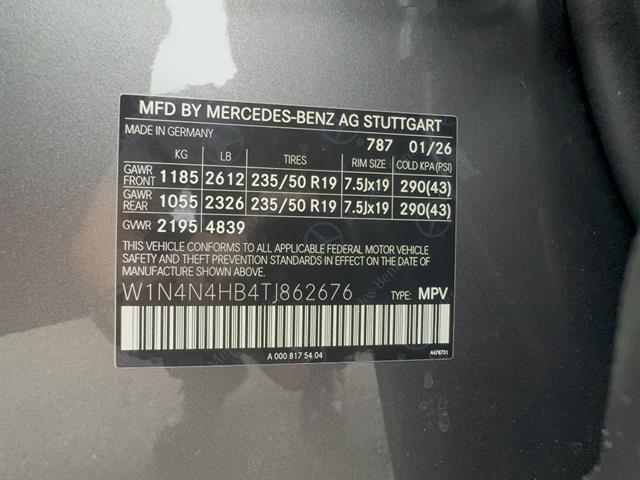 MFD BY MERCEDES-BENZ AG STUTTGART
MADE IN GERMANY 787 01/26
KG LB TIRES RIM SIZE COLD KPA(PSI)
GAWR FRONT 1185 2612 235/50 R19 7.5Jx19 290(43)
GAWR REAR 1055 2326 235/50 R19 7.5Jx19 290(43)
GVWR 2195 4839
THIS VEHICLE CONFORMS TO ALL APPLICABLE FEDERAL MOTOR VEHICLE
SAFETY AND THEFT PREVENTION STANDARDS IN EFFECT ON THE DATE OF
MANUFACTURE SHOWN ABOVE.
W1N4N4HB4TJ862676 TYPE: MPV
A 000 817 54 04 4478731